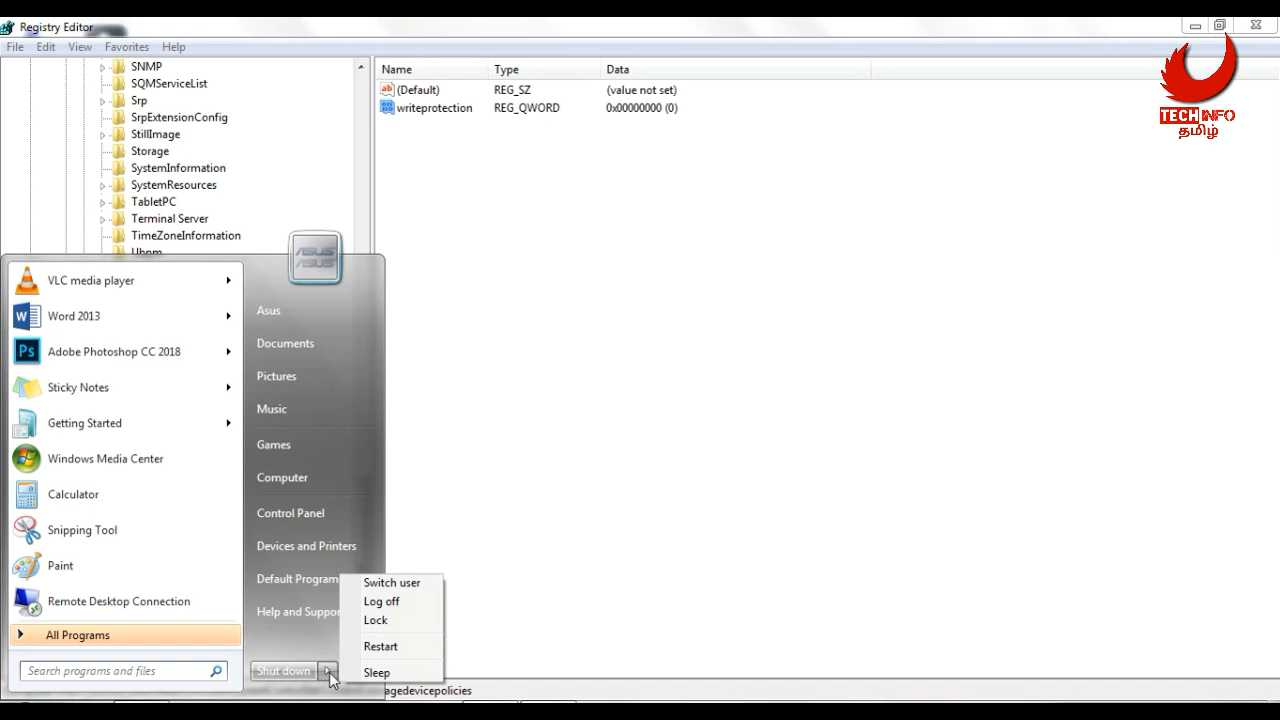 Registry Editor
File Edit View Favorites Help
SNMP
SQMServiceList
Srp
SrpExtensionConfig
StillImage
Storage
SystemInformation
SystemResources
TabletPC
Terminal Server
TimeZoneInformation
Ubpm
Name Type Data
(Default) REG_SZ (value not set)
writeprotection REG_QWORD 0x00000000 (0)
TECH INFO
தமிழ்
ASUS
VLC media player
Word 2013
Adobe Photoshop CC 2018
Sticky Notes
Getting Started
Windows Media Center
Calculator
Snipping Tool
Paint
Remote Desktop Connection
All Programs
Search programs and files
Asus
Documents
Pictures
Music
Games
Computer
Control Panel
Devices and Printers
Default Programs
Help and Suppor
Shut down
Switch user
Log off
Lock
Restart
Sleep
agedevicepolicies